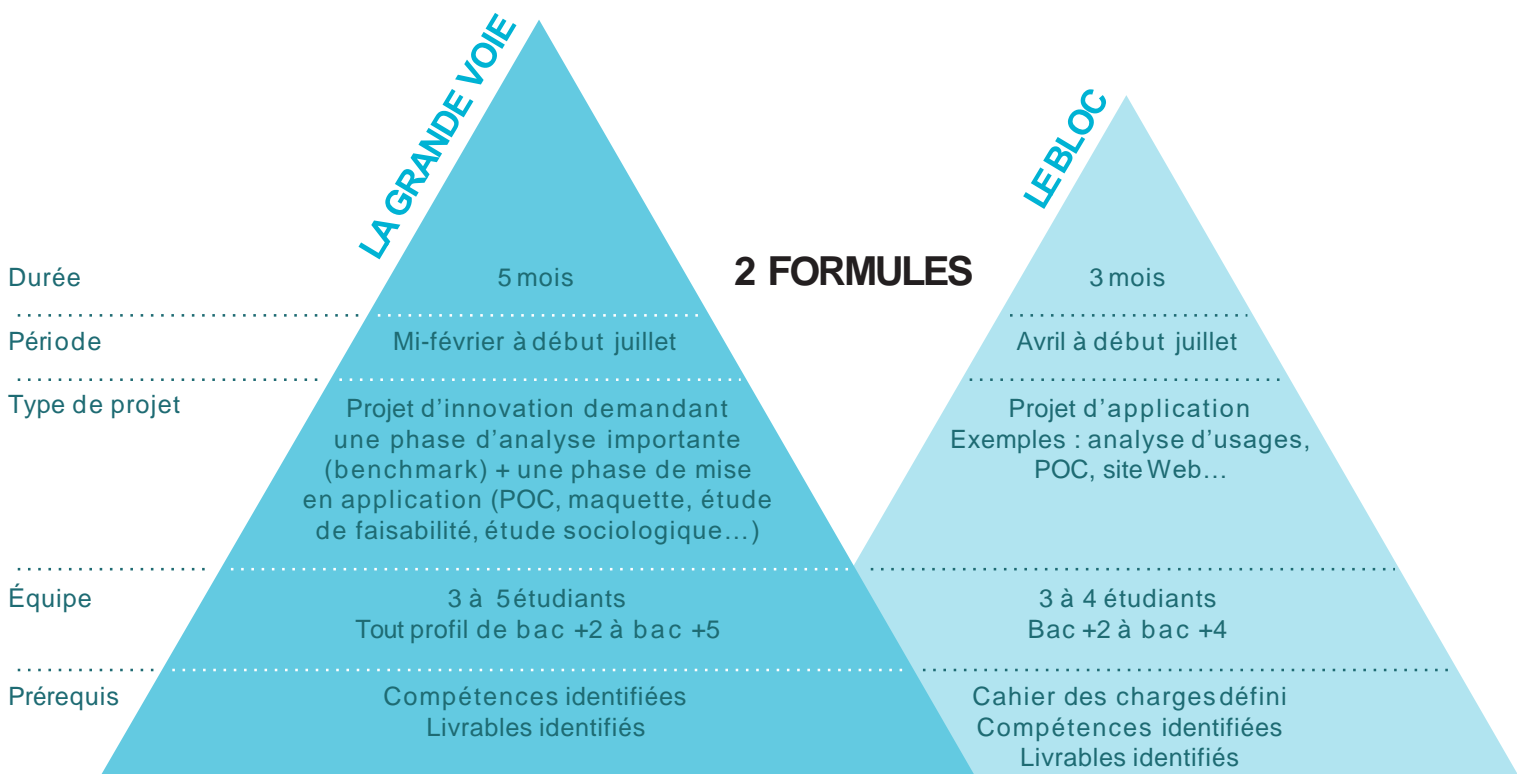 LA GRANDE VOIE
LE BLOC
2 FORMULES
Durée
5 mois
3 mois
Période
Mi-février à début juillet
Avril à début juillet
Type de projet
Projet d’innovation demandant
une phase d’analyse importante
(benchmark) + une phase de mise
en application (POC, maquette, étude
de faisabilité, étude sociologique…)
Projet d’application
Exemples : analyse d’usages,
POC, site Web…
Équipe
3 à 5 étudiants
Tout profil de bac +2 à bac +5
3 à 4 étudiants
Bac +2 à bac +4
Prérequis
Compétences identifiées
Livrables identifiés
Cahier des charges défini
Compétences identifiées
Livrables identifiés